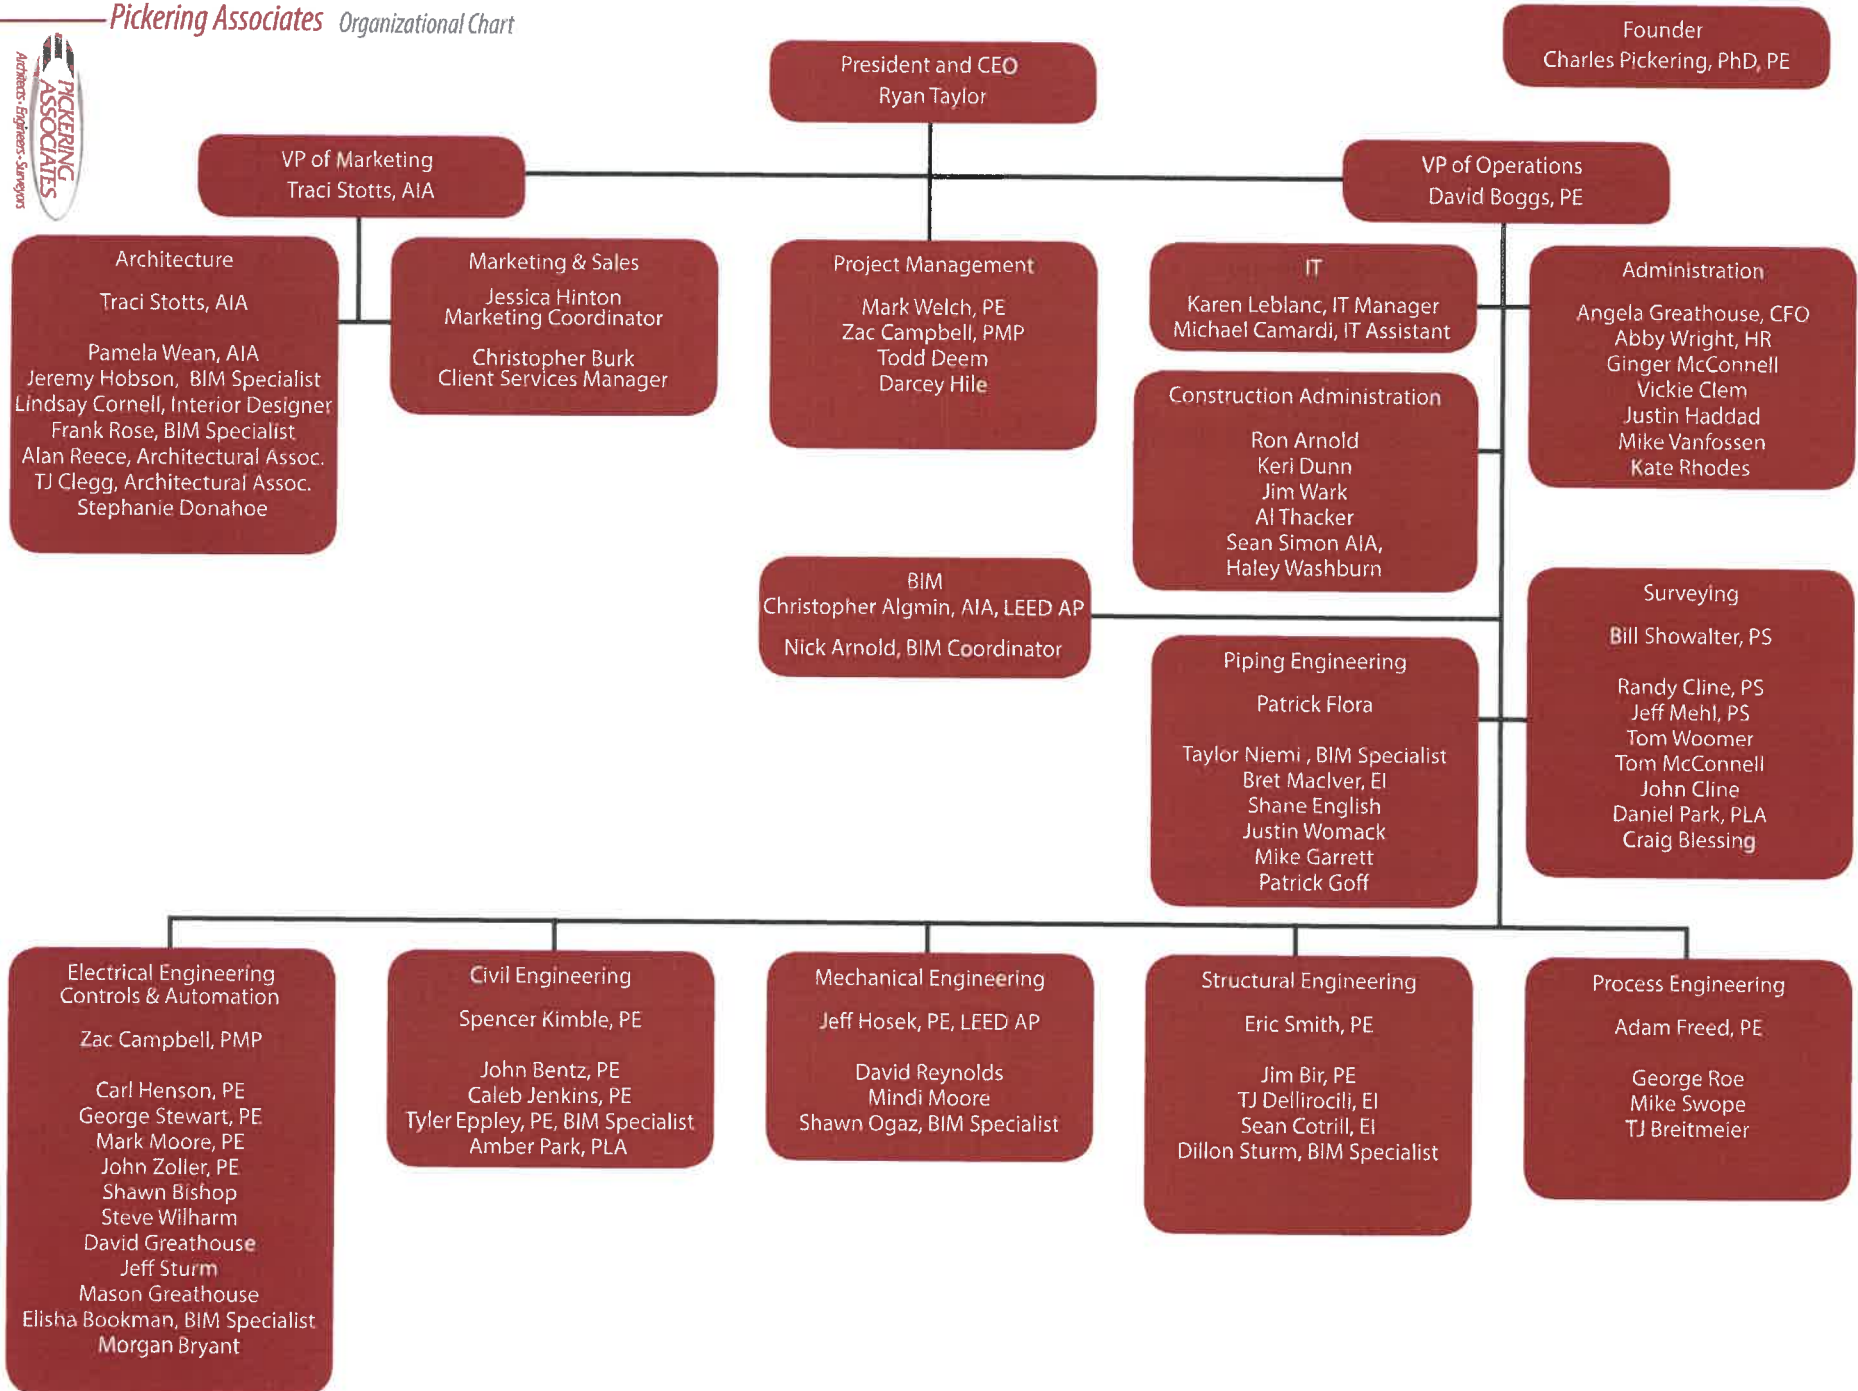 Pickering Associates Organizational Chart
PICKERING
ASSOCIATES
Architects • Engineers • Surveyors
Founder
Charles Pickering, PhD, PE
President and CEO
Ryan Taylor
VP of Marketing
Traci Stotts, AIA
VP of Operations
David Boggs, PE
Architecture
Traci Stotts, AIA
Pamela Wean, AIA
Jeremy Hobson, BIM Specialist
Lindsay Cornell, Interior Designer
Frank Rose, BIM Specialist
Alan Reece, Architectural Assoc.
TJ Clegg, Architectural Assoc.
Stephanie Donahoe
Marketing & Sales
Jessica Hinton
Marketing Coordinator
Christopher Burk
Client Services Manager
Project Management
Mark Welch, PE
Zac Campbell, PMP
Todd Deem
Darcey Hile
IT
Karen Leblanc, IT Manager
Michael Camardi, IT Assistant
Administration
Angela Greathouse, CFO
Abby Wright, HR
Ginger McConnell
Vickie Clem
Justin Haddad
Mike Vanfossen
Kate Rhodes
Construction Administration
Ron Arnold
Keri Dunn
Jim Wark
Al Thacker
Sean Simon AIA,
Haley Washburn
BIM
Christopher Algmin, AIA, LEED AP
Nick Arnold, BIM Coordinator
Surveying
Bill Showalter, PS
Randy Cline, PS
Jeff Mehl, PS
Tom Woomer
Tom McConnell
John Cline
Daniel Park, PLA
Craig Blessing
Piping Engineering
Patrick Flora
Taylor Niemi , BIM Specialist
Bret MacIver, EI
Shane English
Justin Womack
Mike Garrett
Patrick Goff
Electrical Engineering
Controls & Automation
Zac Campbell, PMP
Carl Henson, PE
George Stewart, PE
Mark Moore, PE
John Zoller, PE
Shawn Bishop
Steve Wilharm
David Greathouse
Jeff Sturm
Mason Greathouse
Elisha Bookman, BIM Specialist
Morgan Bryant
Civil Engineering
Spencer Kimble, PE
John Bentz, PE
Caleb Jenkins, PE
Tyler Eppley, PE, BIM Specialist
Amber Park, PLA
Mechanical Engineering
Jeff Hosek, PE, LEED AP
David Reynolds
Mindi Moore
Shawn Ogaz, BIM Specialist
Structural Engineering
Eric Smith, PE
Jim Bir, PE
TJ Dellirocili, EI
Sean Cotrill, EI
Dillon Sturm, BIM Specialist
Process Engineering
Adam Freed, PE
George Roe
Mike Swope
TJ Breitmeier